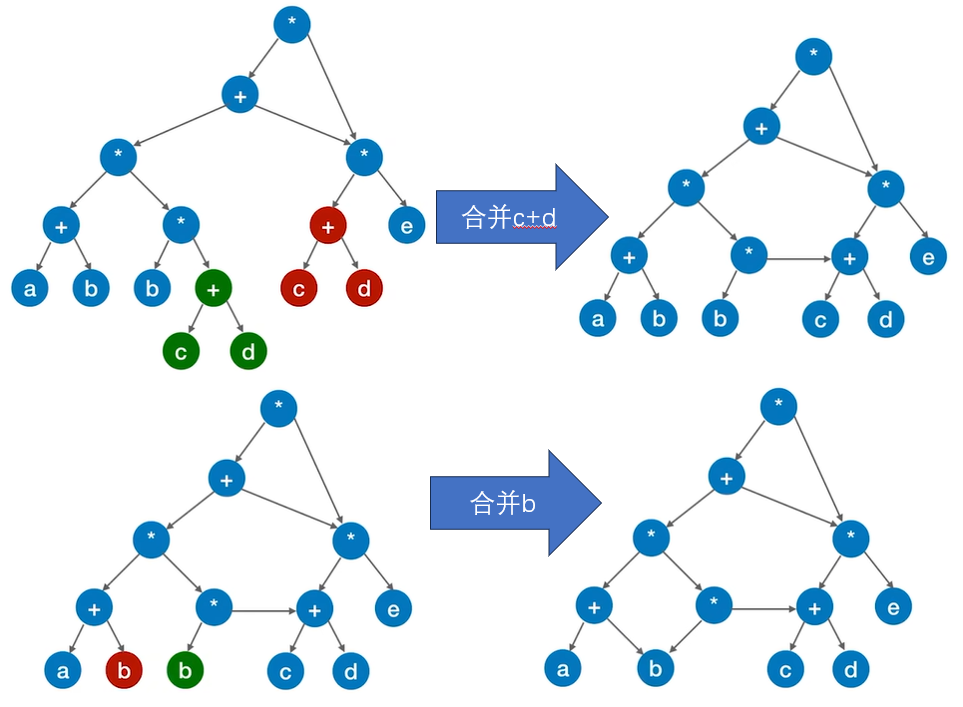 *
+
* *
+ * + e
a b b + c d
c d
合并c+d
*
+
* *
+ * + e
a b b c d
*
+
* *
+ * + e
a b b c d
合并b
*
+
* *
+ * + e
a b c d